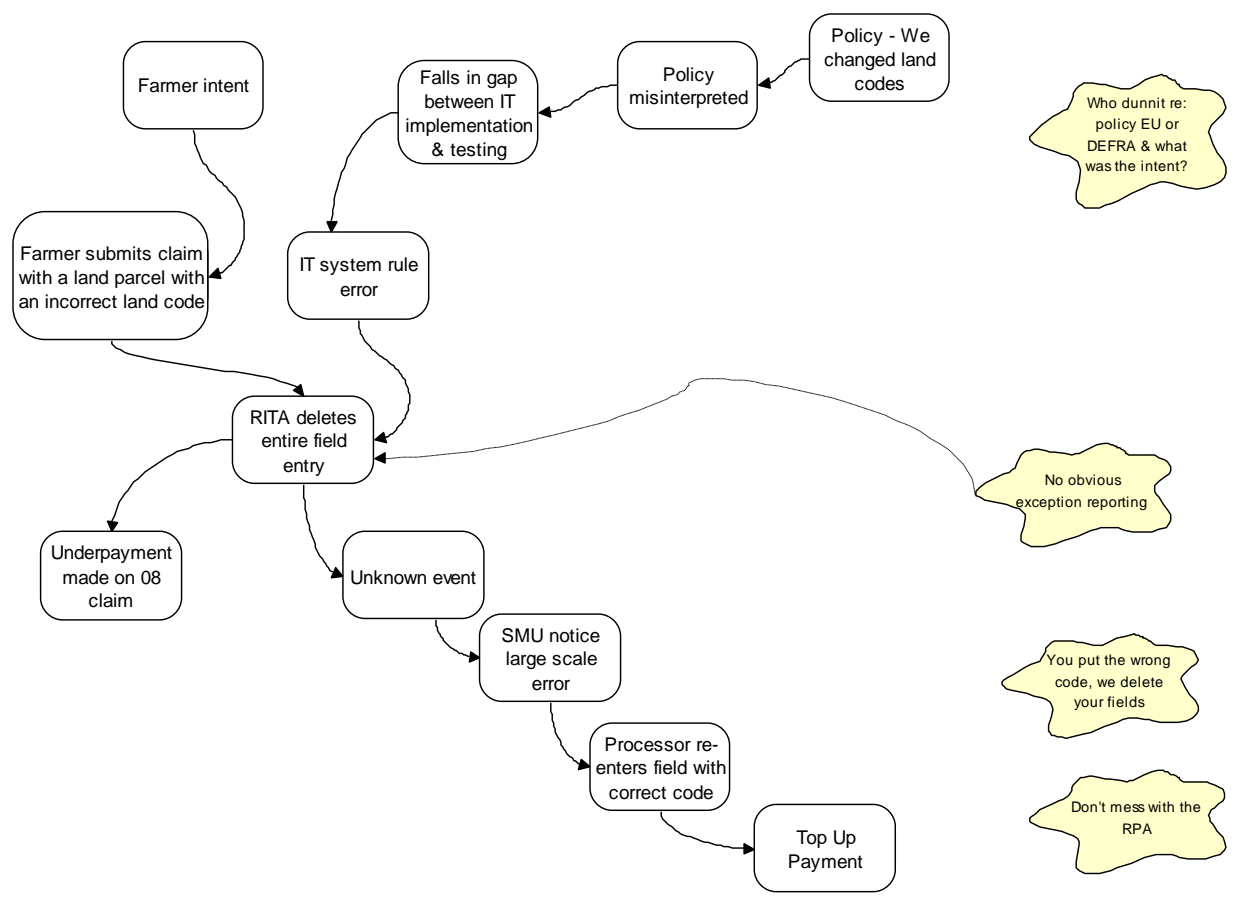 Policy - We
changed land
codes
Farmer intent
Falls in gap
between IT
implementation
& testing
Policy
misinterpreted
Who dunnit re:
policy EU or
DEFRA & what
was the intent?
Farmer submits claim
with a land parcel with
an incorrect land code
IT system rule
error
RITA deletes
entire field
entry
No obvious
exception reporting
Underpayment
made on 08
claim
Unknown event
SMU notice
large scale
error
You put the wrong
code, we delete
your fields
Processor re-
enters field with
correct code
Don't mess with the
RPA
Top Up
Payment